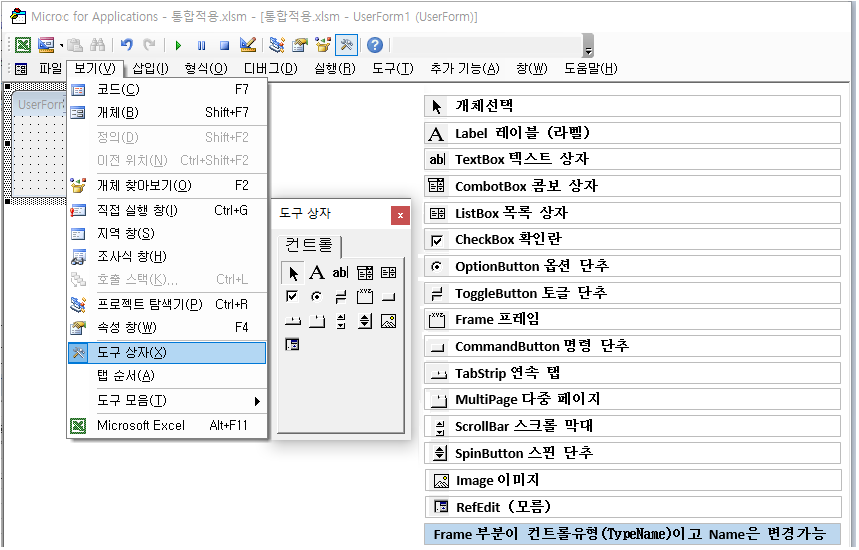 Microc for Applications - 통합적용.xlsm - [통합적용.xlsm - UserForm1 (UserForm)]
파일 보기(V) 삽입(I) 형식(O) 디버그(D) 실행(R) 도구(T) 추가 기능(A) 창(W) 도움말(H)
UserForm
코드(C) F7
개체(B) Shift+F7
정의(D) Shift+F2
이전 위치(N) Ctrl+Shift+F2
개체 찾아보기(O) F2
직접 실행 창(I) Ctrl+G
지역 창(S)
조사식 창(H)
호출 스택(K)... Ctrl+L
프로젝트 탐색기(P) Ctrl+R
속성 창(W) F4
도구 상자(X)
탭 순서(A)
도구 모음(T)
Microsoft Excel Alt+F11
도구 상자 x
컨트롤
A ab|
xyz
개체선택
A Label 레이블 (라벨)
ab| TextBox 텍스트 상자
CombotBox 콤보 상자
ListBox 목록 상자
CheckBox 확인란
OptionButton 옵션 단추
ToggleButton 토글 단추
xyz Frame 프레임
CommandButton 명령 단추
TabStrip 연속 탭
MultiPage 다중 페이지
ScrollBar 스크롤 막대
SpinButton 스핀 단추
Image 이미지
RefEdit (모름)
Frame 부분이 컨트롤유형(TypeName)이고 Name은 변경가능